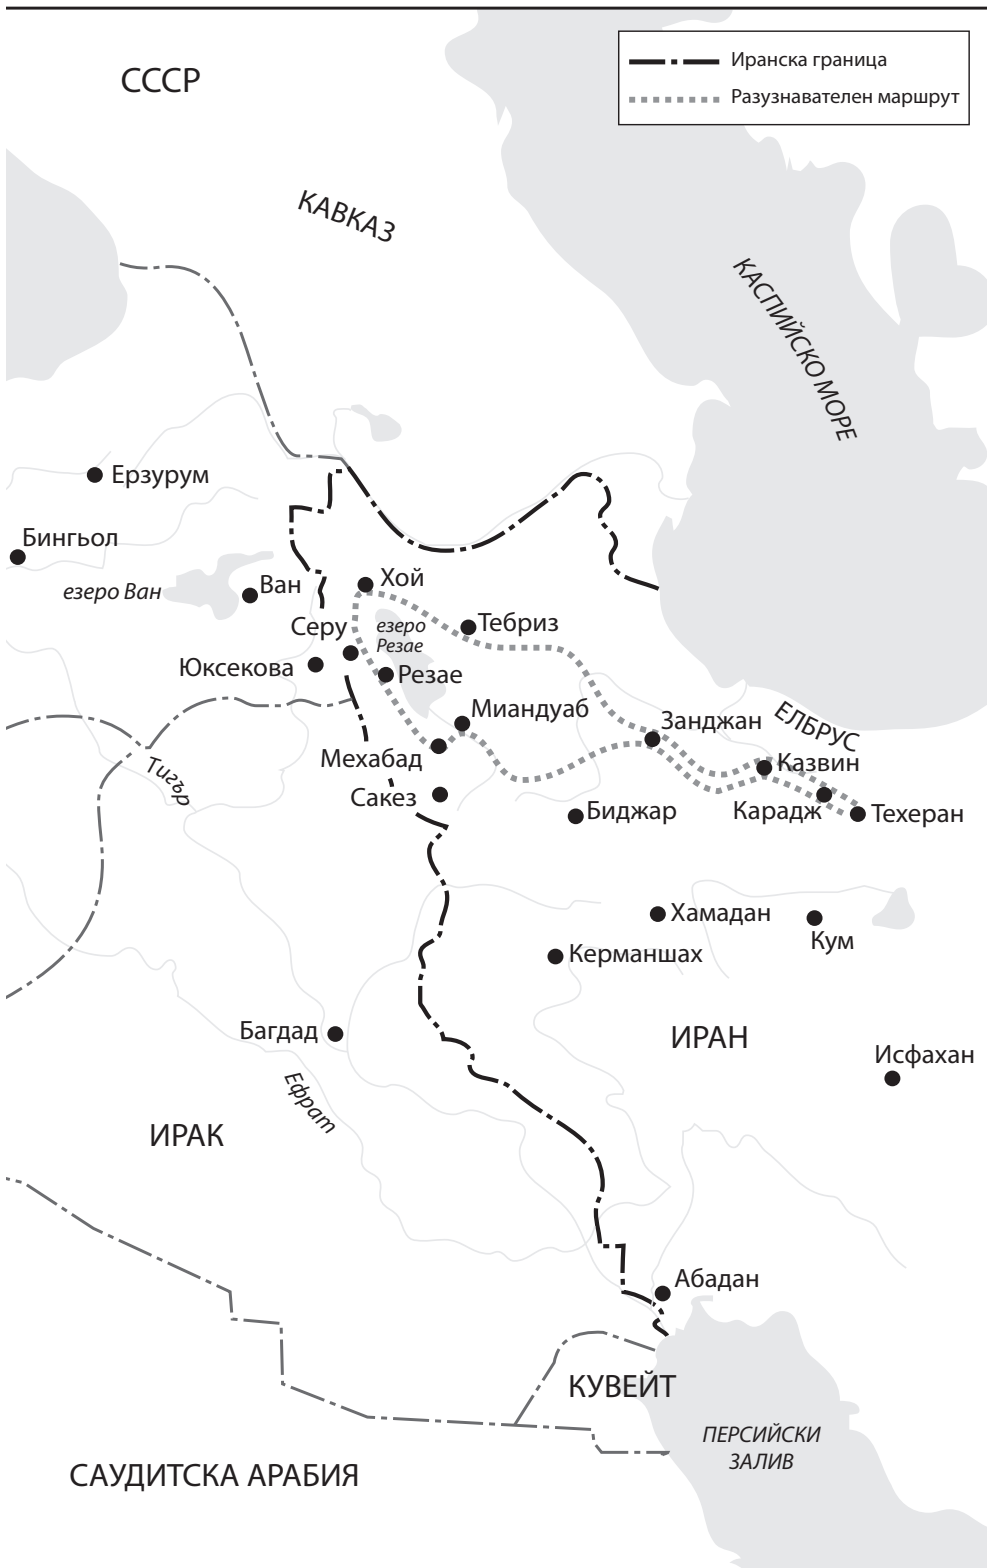 СССР
Иранска граница
Разузнавателен маршрут
КАВКАЗ
КАСПИЙСКО МОРЕ
Ерзурум
Бингьол
езеро Ван
Ван
Хой
Серу
езеро
Резае
Тебриз
Юксекова
Резае
Миандуаб
Занджан
ЕЛБРУС
Мехабад
Казвин
Тигър
Сакез
Биджар
Карадж
Техеран
Хамадан
Кум
Керманшах
Багдад
ИРАН
Исфахан
Ефрат
ИРАК
Абадан
КУВЕЙТ
ПЕРСИЙСКИ
ЗАЛИВ
САУДИТСКА АРАБИЯ